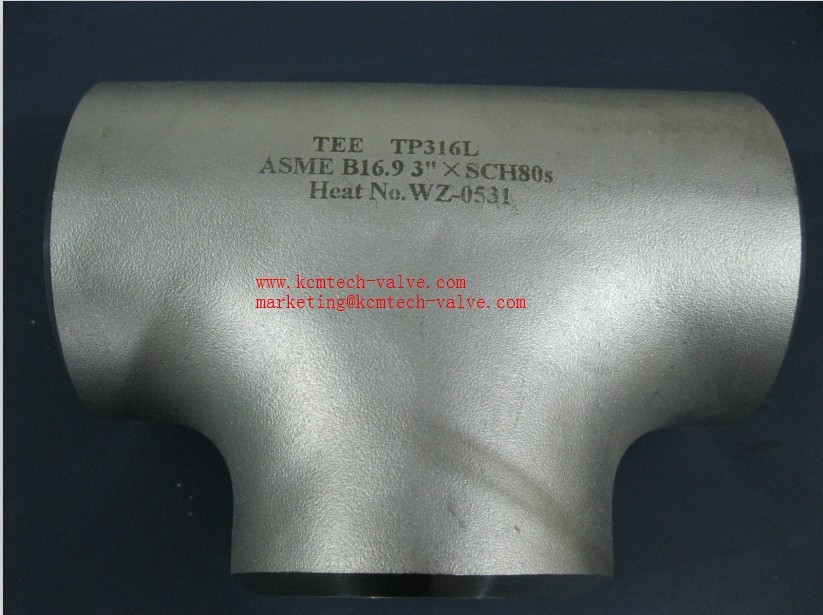 TEE TP316L
ASME B16.9 3"×SCH80s
Heat No.WZ-0531
www.kcmtech-valve.com
marketing@kcmtech-valve.com